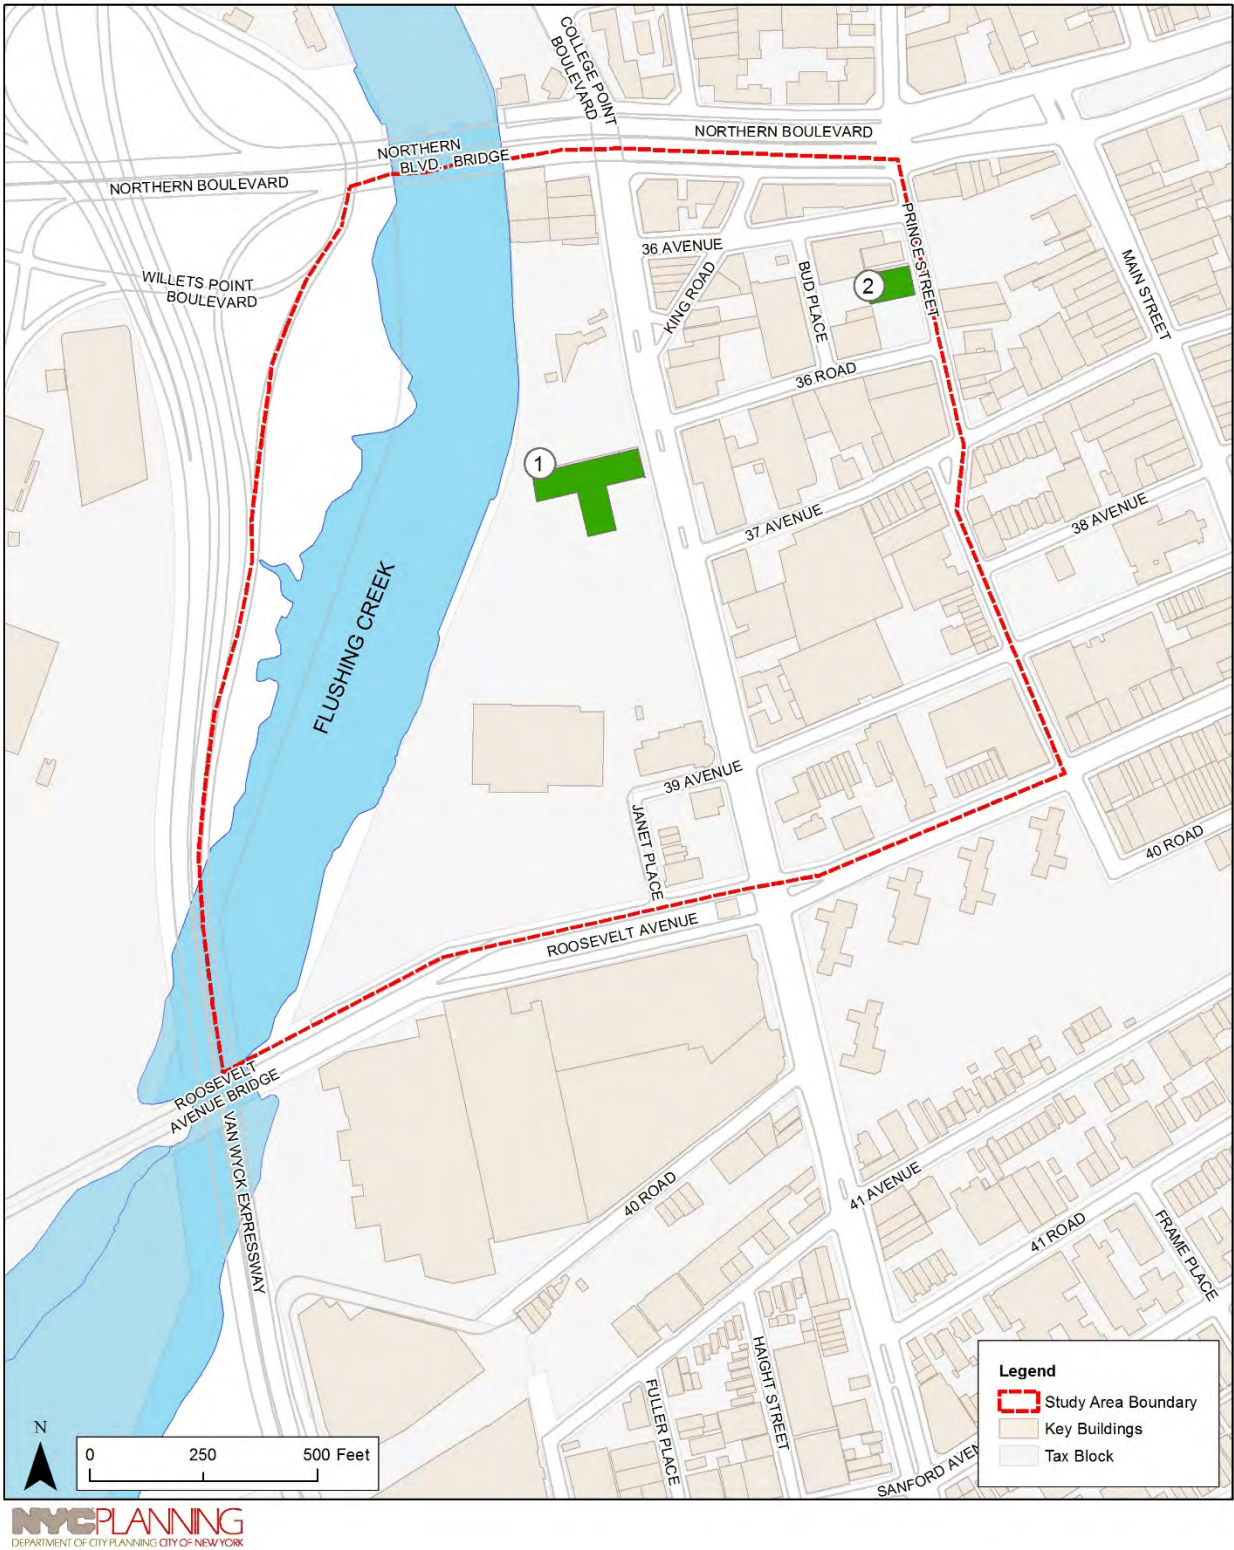 COLLEGE POINT
BOULEVARD
NORTHERN BOULEVARD
NORTHERN
BLVD. BRIDGE
NORTHERN BOULEVARD
PRINCE STREET
36 AVENUE
MAIN STREET
WILLETS POINT
BOULEVARD
KING ROAD
BUD PLACE
2
36 ROAD
1
37 AVENUE
38 AVENUE
FLUSHING CREEK
39 AVENUE
JANET PLACE
40 ROAD
ROOSEVELT AVENUE
ROOSEVELT
AVENUE BRIDGE
VAN WYCK EXPRESSWAY
40 ROAD
41 AVENUE
41 ROAD
FRAME PLACE
HAIGHT STREET
FULLER PLACE
SANFORD AVEN
Legend
Study Area Boundary
Key Buildings
Tax Block
N
0 250 500 Feet
NYCPLANNING
DEPARTMENT OF CITY PLANNING CITY OF NEW YORK